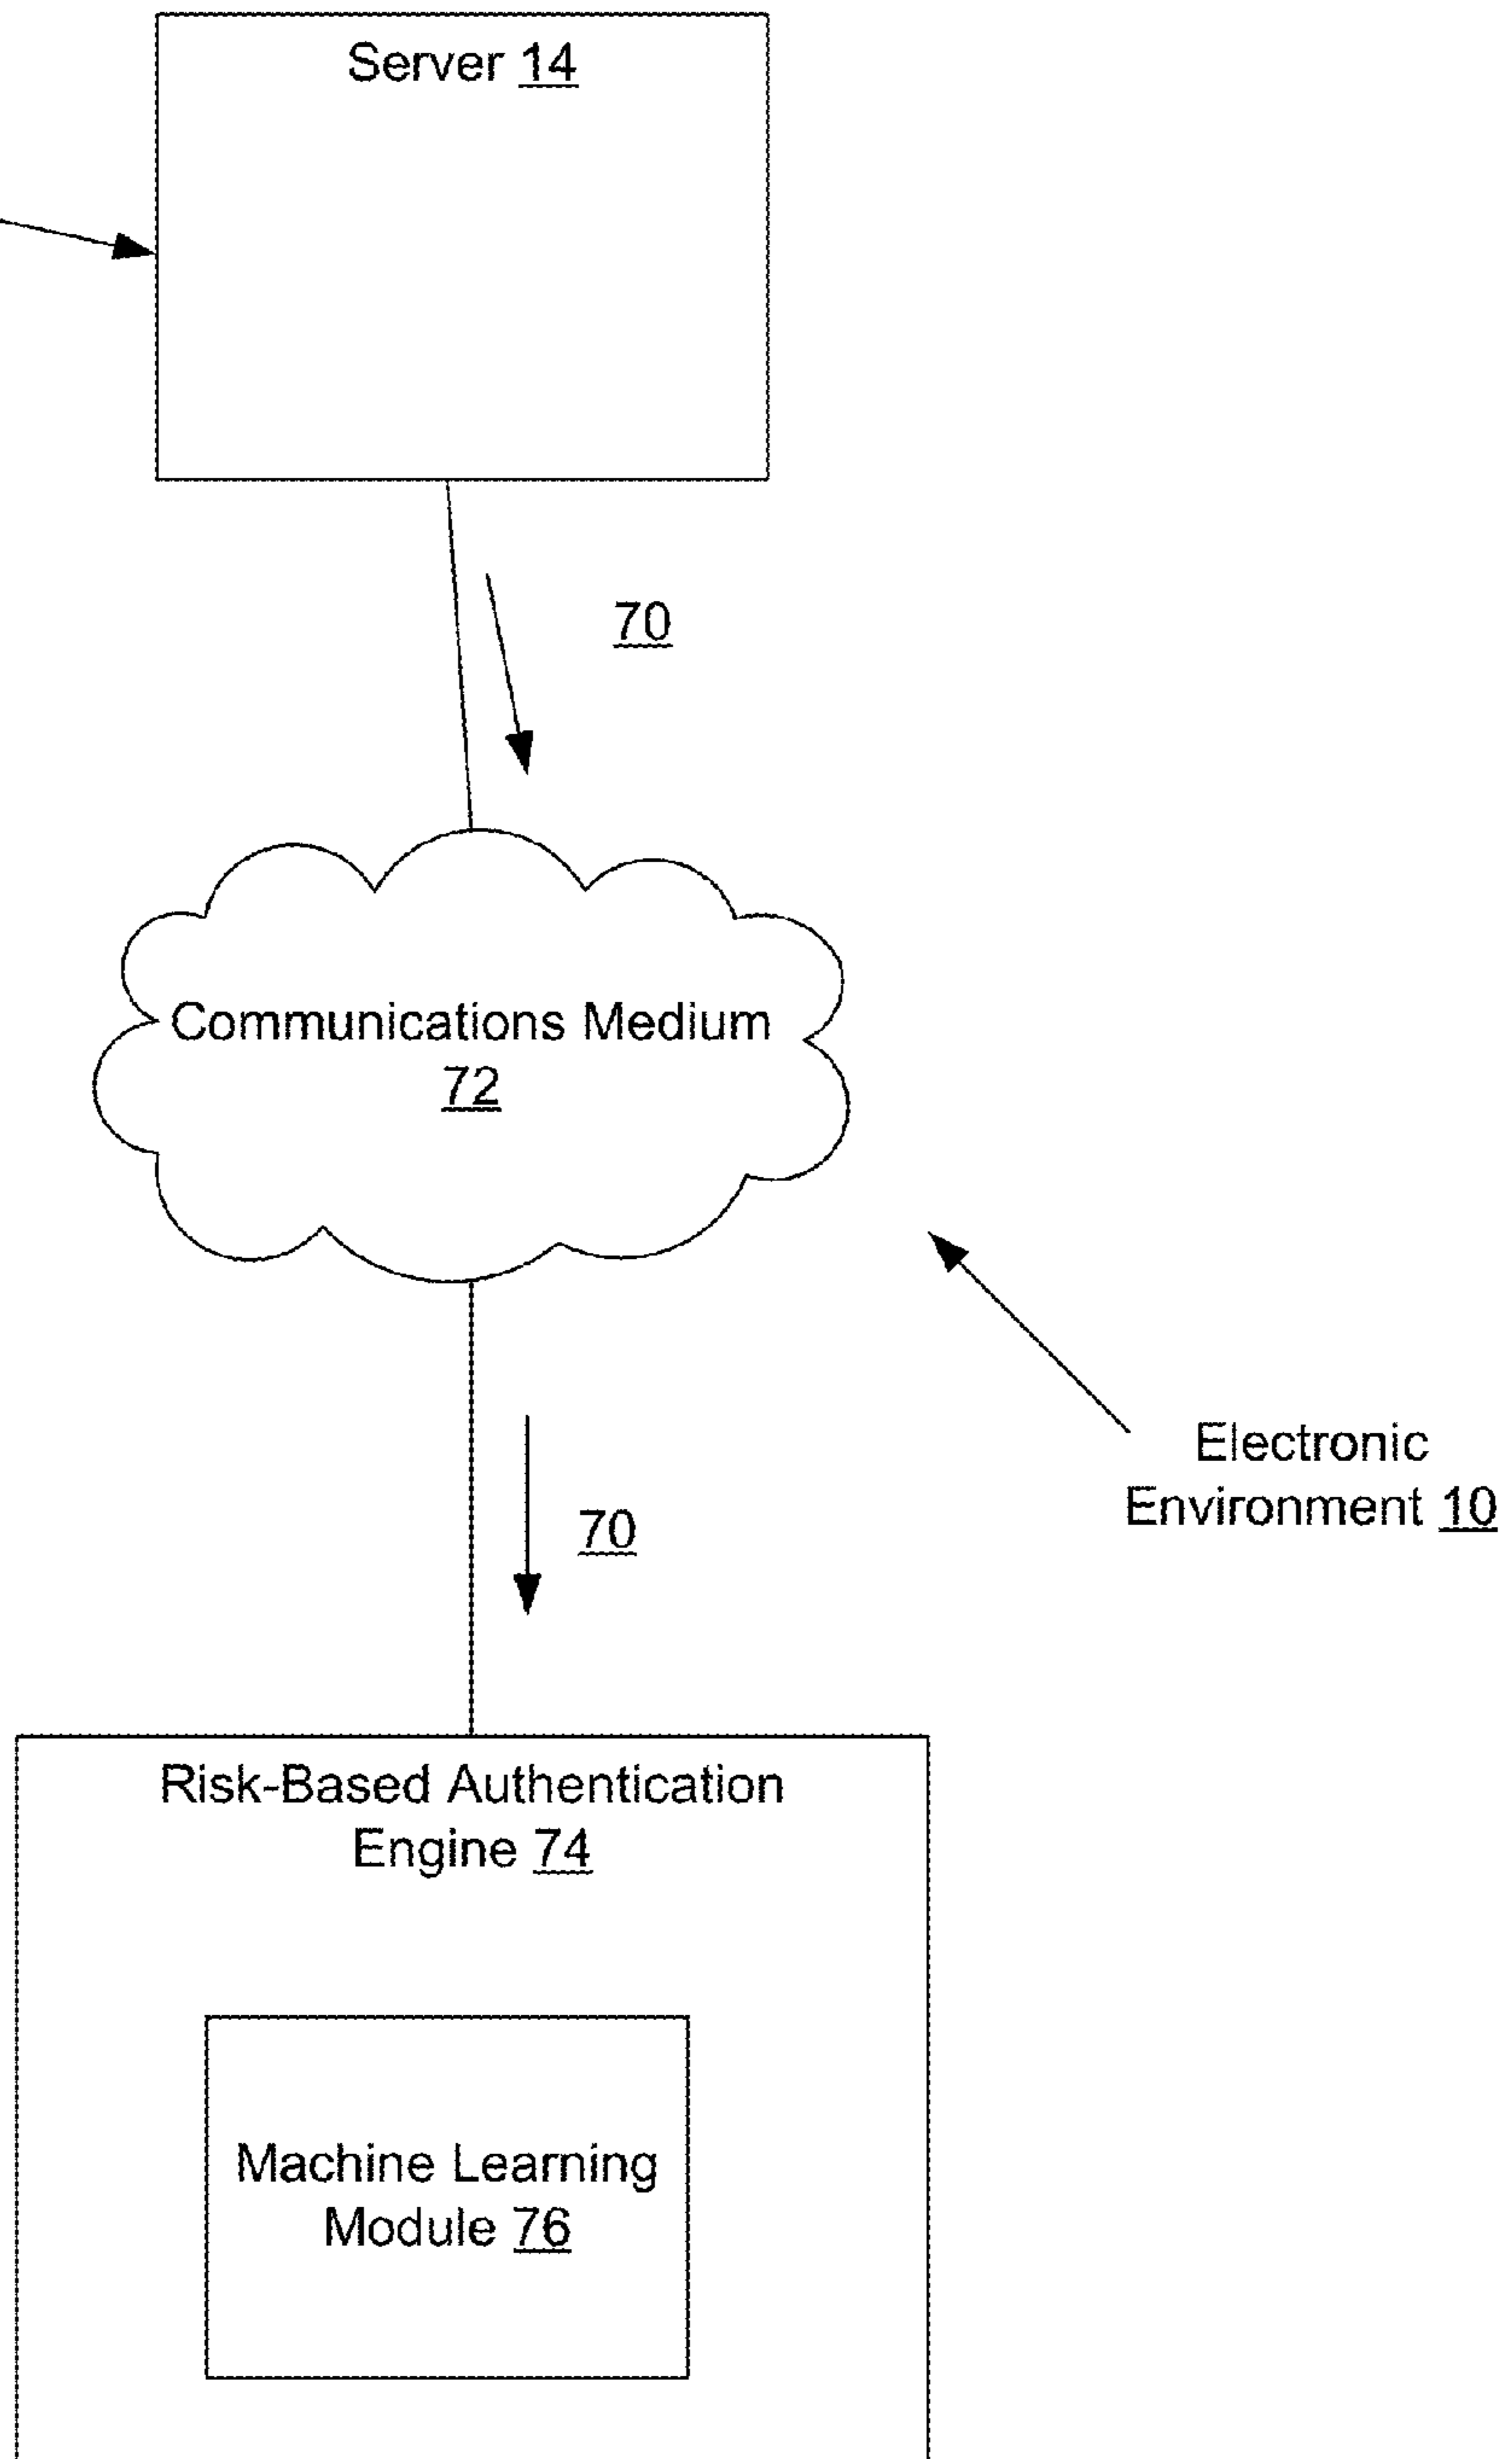 Server 14
70
Communications Medium
72
Electronic
Environment 10
70
Risk-Based Authentication
Engine 74
Machine Learning
Module 76